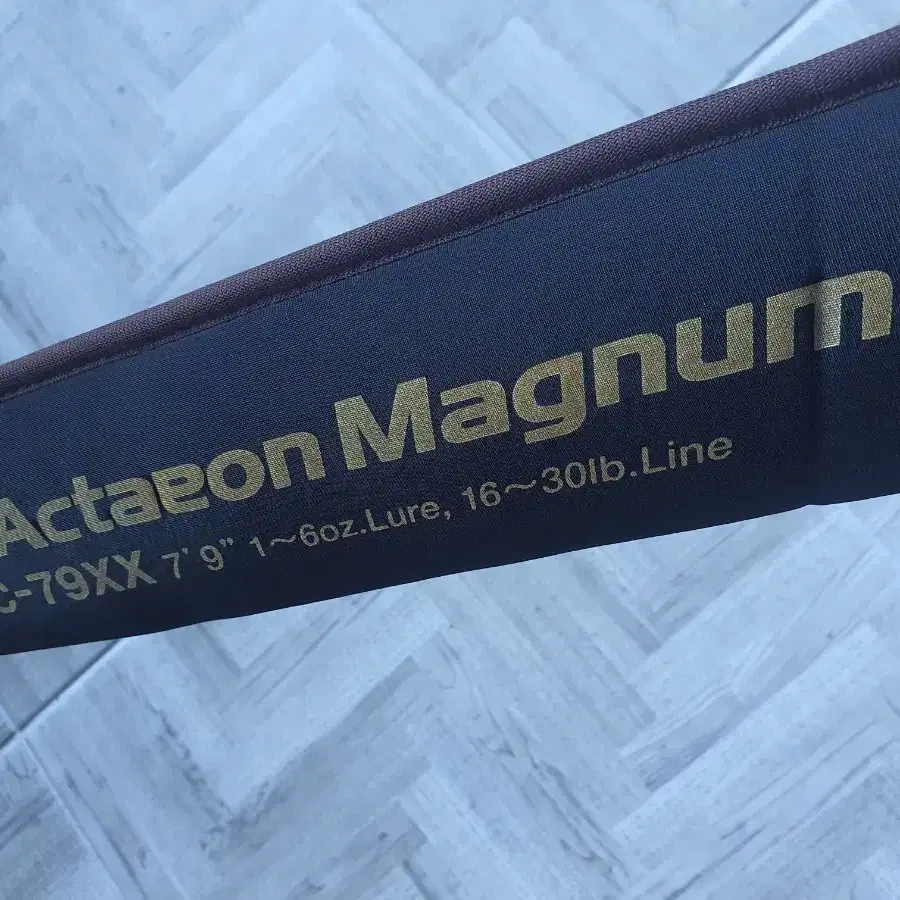 Actaeon Magnum
C-79XX 7' 9" 1～6oz.Lure, 16～30lb.Line